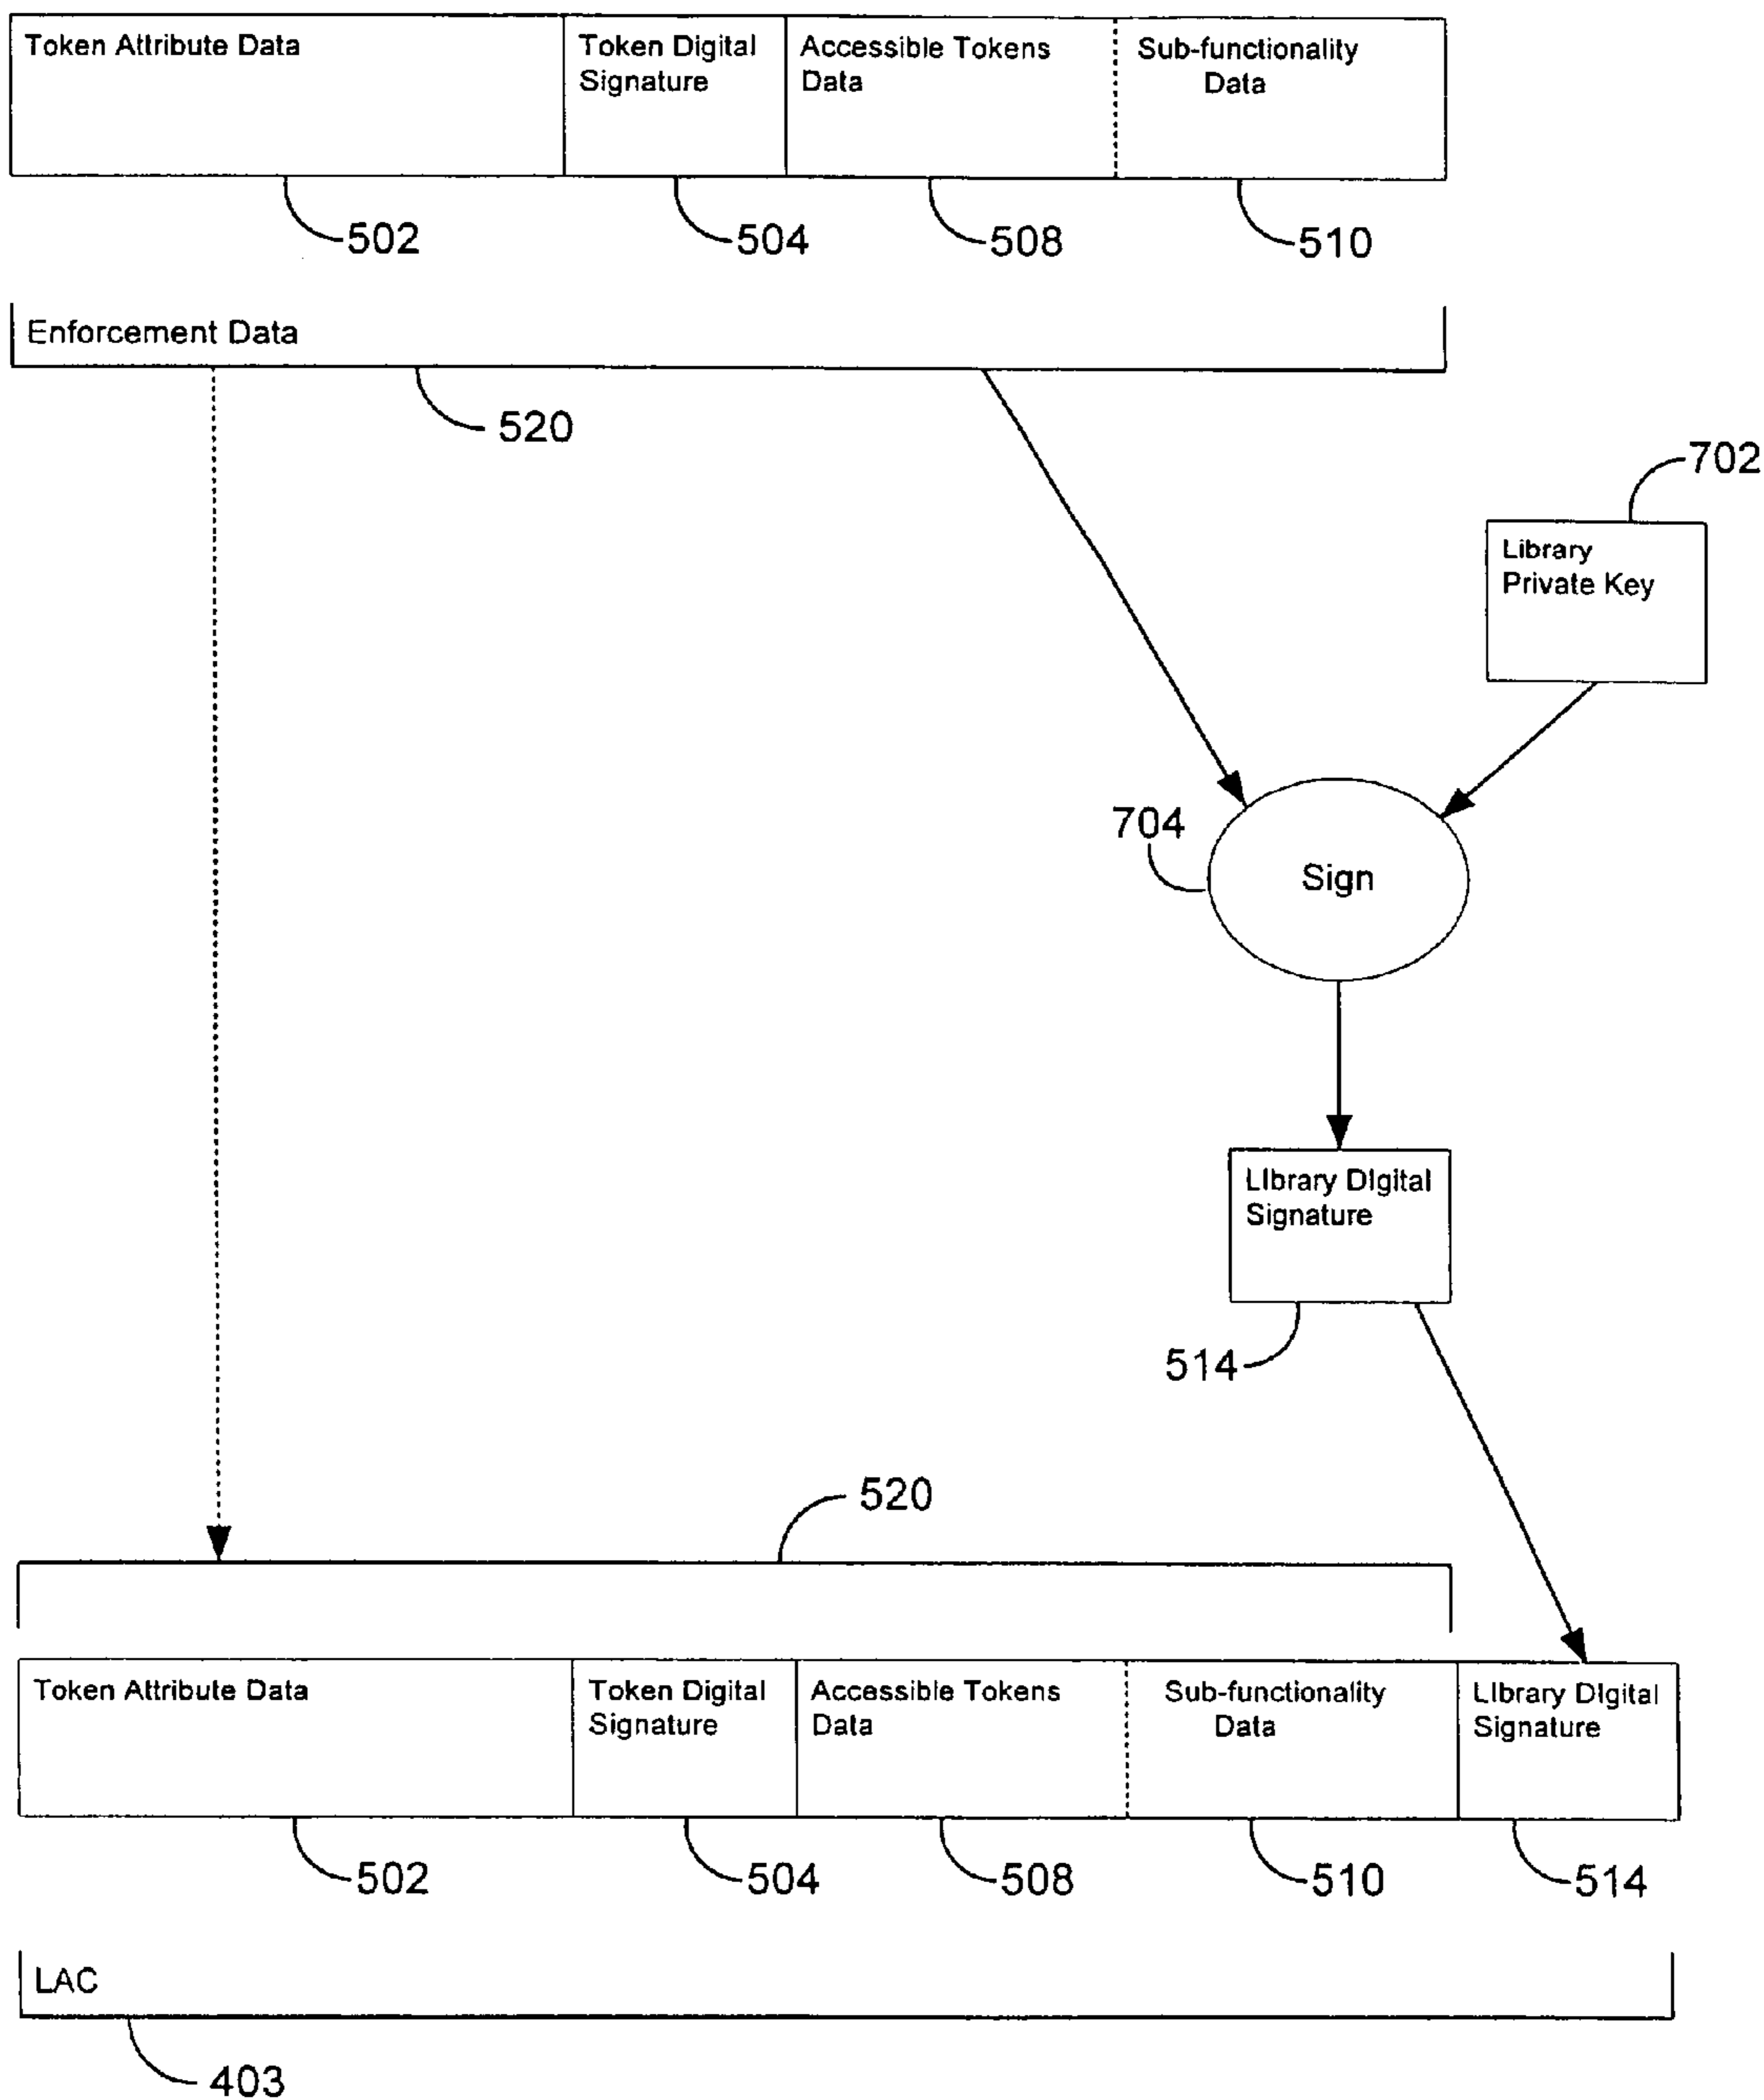 Token Attribute Data
Token Digital
Signature
Accessible Tokens
Data
Sub-functionality
Data
502
504
508
510
Enforcement Data
520
702
Library
Private Key
704
Sign
Library Digital
Signature
514
520
Token Attribute Data
Token Digital
Signature
Accessible Tokens
Data
Sub-functionality
Data
Library Digital
Signature
502
504
508
510
514
LAC
403